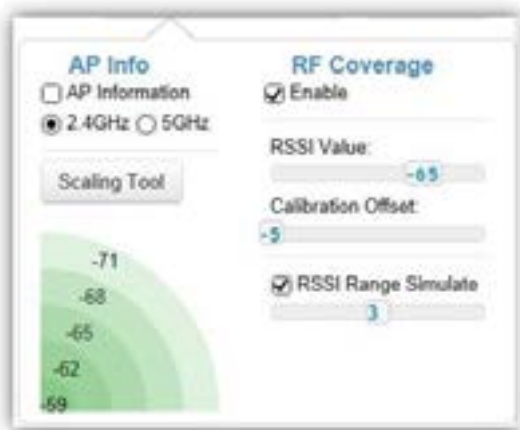 AP Info
AP Information
2.4GHz 5GHz
Scaling Tool
-71
-68
-65
-62
-59
RF Coverage
Enable
RSSI Value:
-65
Calibration Offset:
-5
RSSI Range Simulate
3